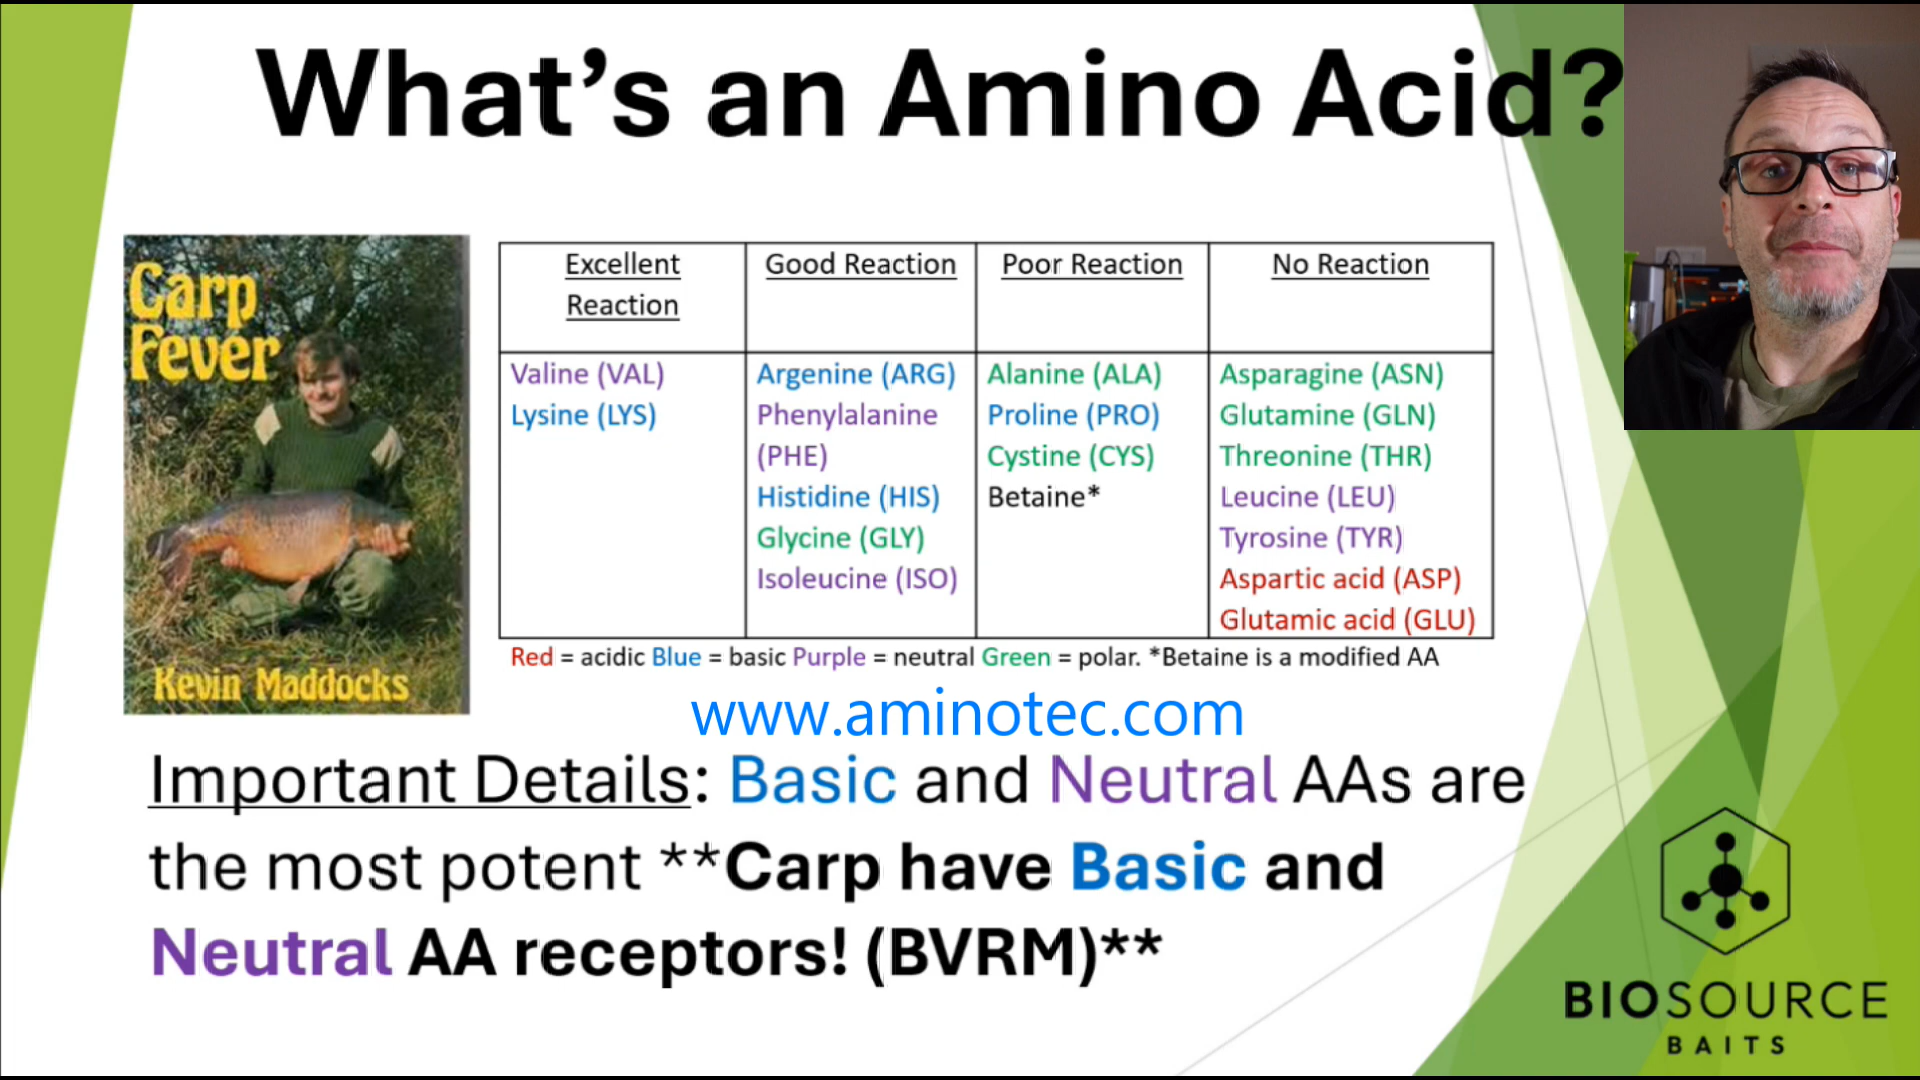 What's an Amino Acid?
Carp
Fever
Kevin Maddocks
Excellent Reaction
Good Reaction
Poor Reaction
No Reaction
Valine (VAL)
Lysine (LYS)
Argenine (ARG)
Phenylalanine
(PHE)
Histidine (HIS)
Glycine (GLY)
Isoleucine (ISO)
Alanine (ALA)
Proline (PRO)
Cystine (CYS)
Betaine*
Asparagine (ASN)
Glutamine (GLN)
Threonine (THR)
Leucine (LEU)
Tyrosine (TYR)
Aspartic acid (ASP)
Glutamic acid (GLU)
Red = acidic Blue = basic Purple = neutral Green = polar. *Betaine is a modified AA
www.aminotec.com
Important Details: Basic and Neutral AAs are
the most potent **Carp have Basic and
Neutral AA receptors! (BVRM)**
BIOSOURCE
BAITS